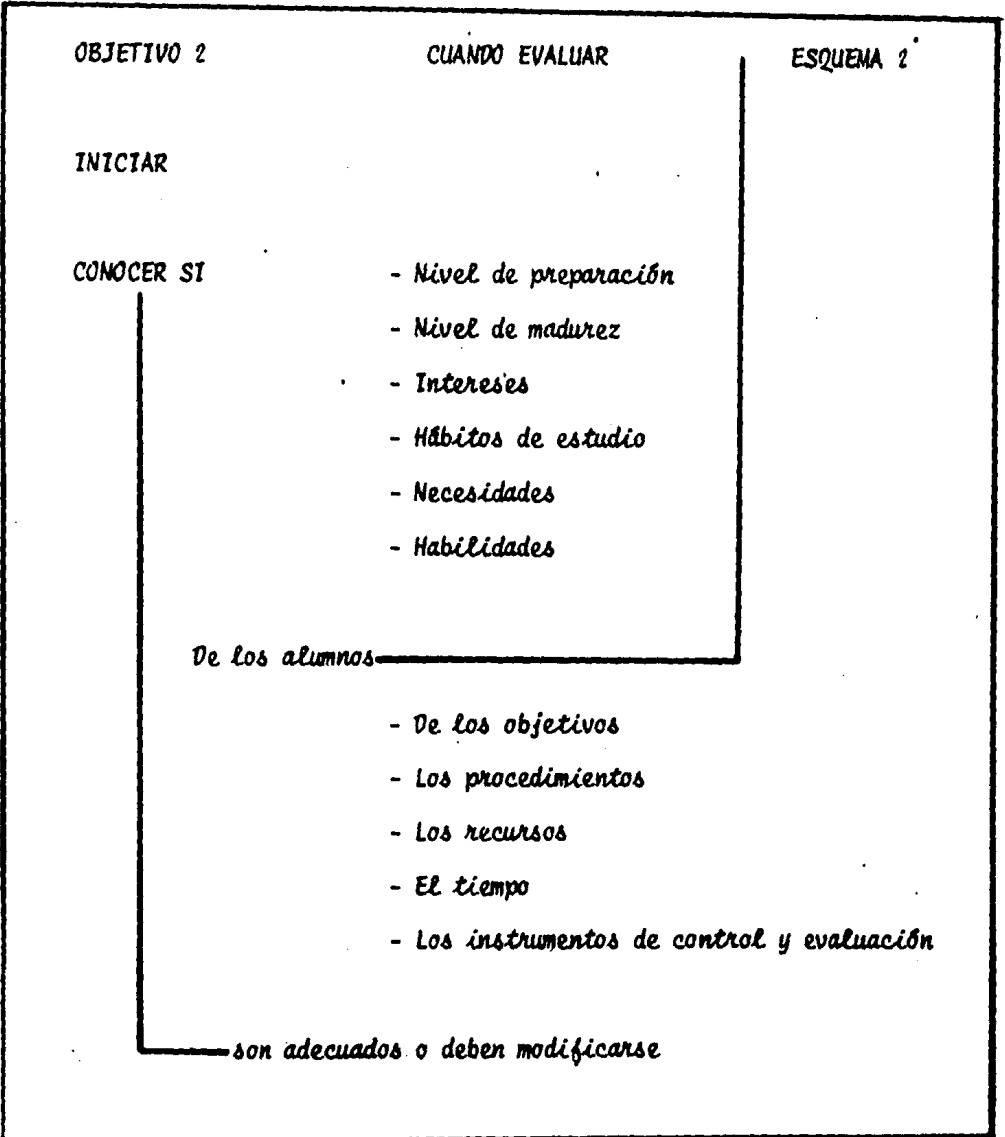 OBJETIVO 2 CUANDO EVALUAR ESQUEMA 2
INICIAR
CONOCER SI - Nivel de preparación
- Nivel de madurez
- Intereses
- Hábitos de estudio
- Necesidades
- Habilidades
De los alumnos
- De los objetivos
- Los procedimientos
- Los recursos
- El tiempo
- Los instrumentos de control y evaluación
son adecuados o deben modificarse